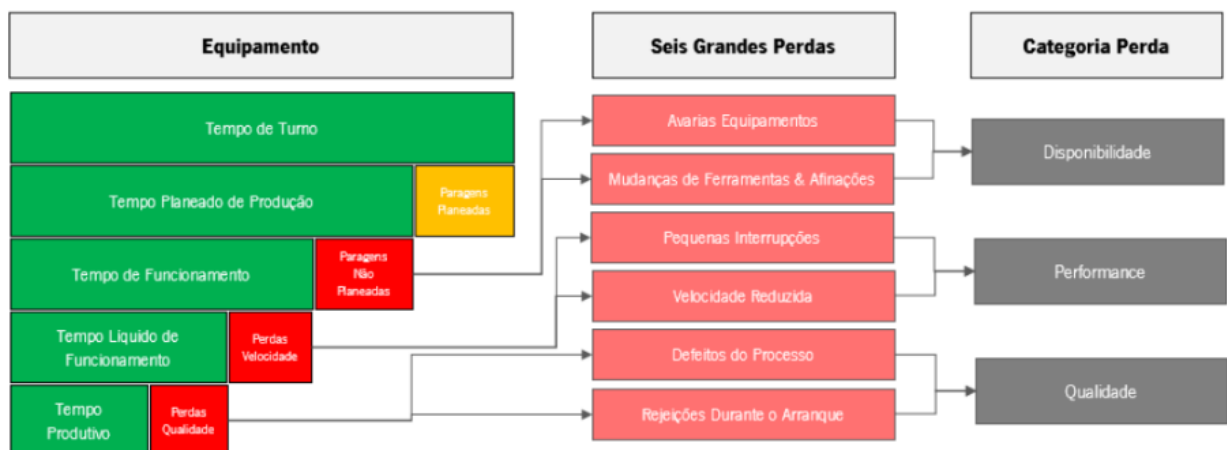 Equipamento
Seis Grandes Perdas
Categoria Perda
Tempo de Turno
Tempo Planeado de Produção
Paragens
Planeadas
Tempo de Funcionamento
Paragens
Não
Planeadas
Tempo Líquido de
Funcionamento
Perdas
Velocidade
Tempo
Produtivo
Perdas
Qualidade
Avarias Equipamentos
Mudanças de Ferramentas & Afinações
Pequenas Interrupções
Velocidade Reduzida
Defeitos do Processo
Rejeições Durante o Arranque
Disponibilidade
Performance
Qualidade